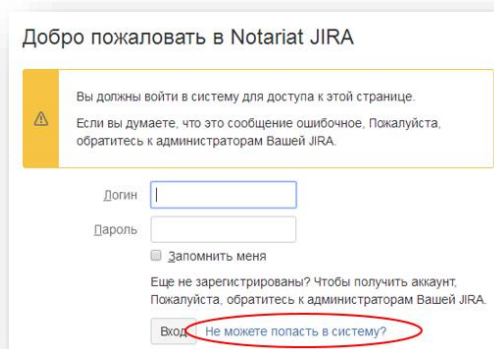 Добро пожаловать в Notariat JIRA
Вы должны войти в систему для доступа к этой странице.
Если вы думаете, что это сообщение ошибочное, Пожалуйста,
обратитесь к администраторам Вашей JIRA.
Логин
Пароль
Запомнить меня
Еще не зарегистрированы? Чтобы получить аккаунт,
Пожалуйста, обратитесь к администраторам Вашей JIRA.
Вход Не можете попасть в систему?